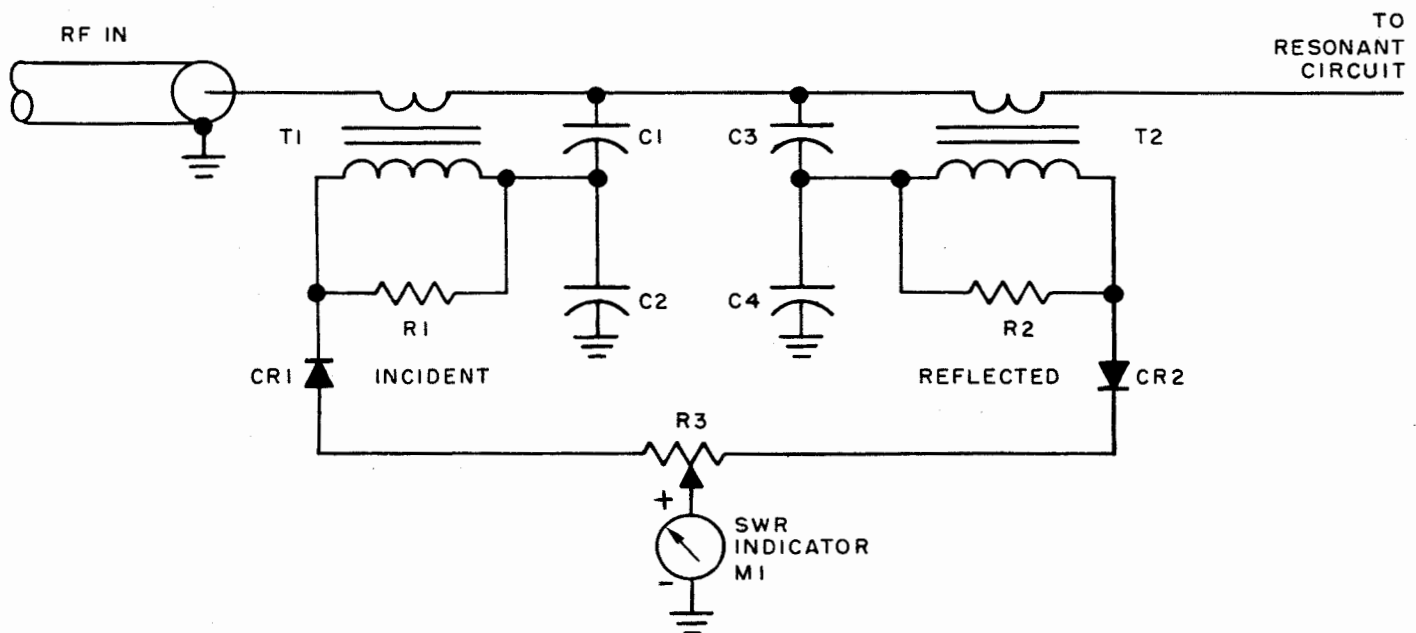 RF IN
TO
RESONANT
CIRCUIT
T1
C1
C3
T2
R1
C2
C4
R2
CR1
INCIDENT
REFLECTED
CR2
R3
+
SWR
INDICATOR
M1
-